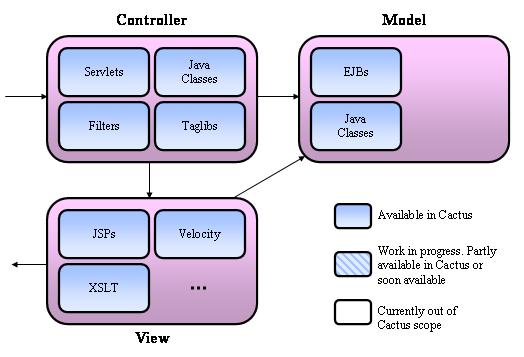 Controller
Model
Servlets
Java
Classes
Filters
Taglibs
EJBs
Java
Classes
JSPs
Velocity
XSLT
...
View
Available in Cactus
Work in progress. Partly
available in Cactus or
soon available
Currently out of
Cactus scope